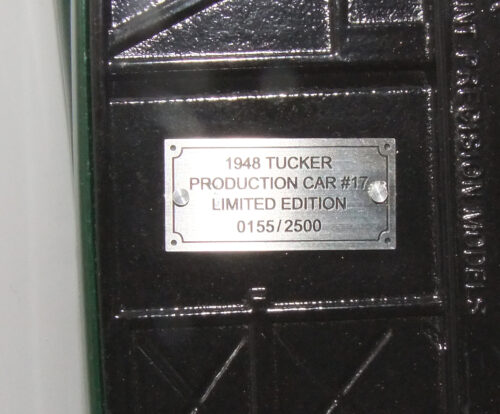 1948 TUCKER
PRODUCTION CAR #17
LIMITED EDITION
0155/2500
PRECISION MODELS